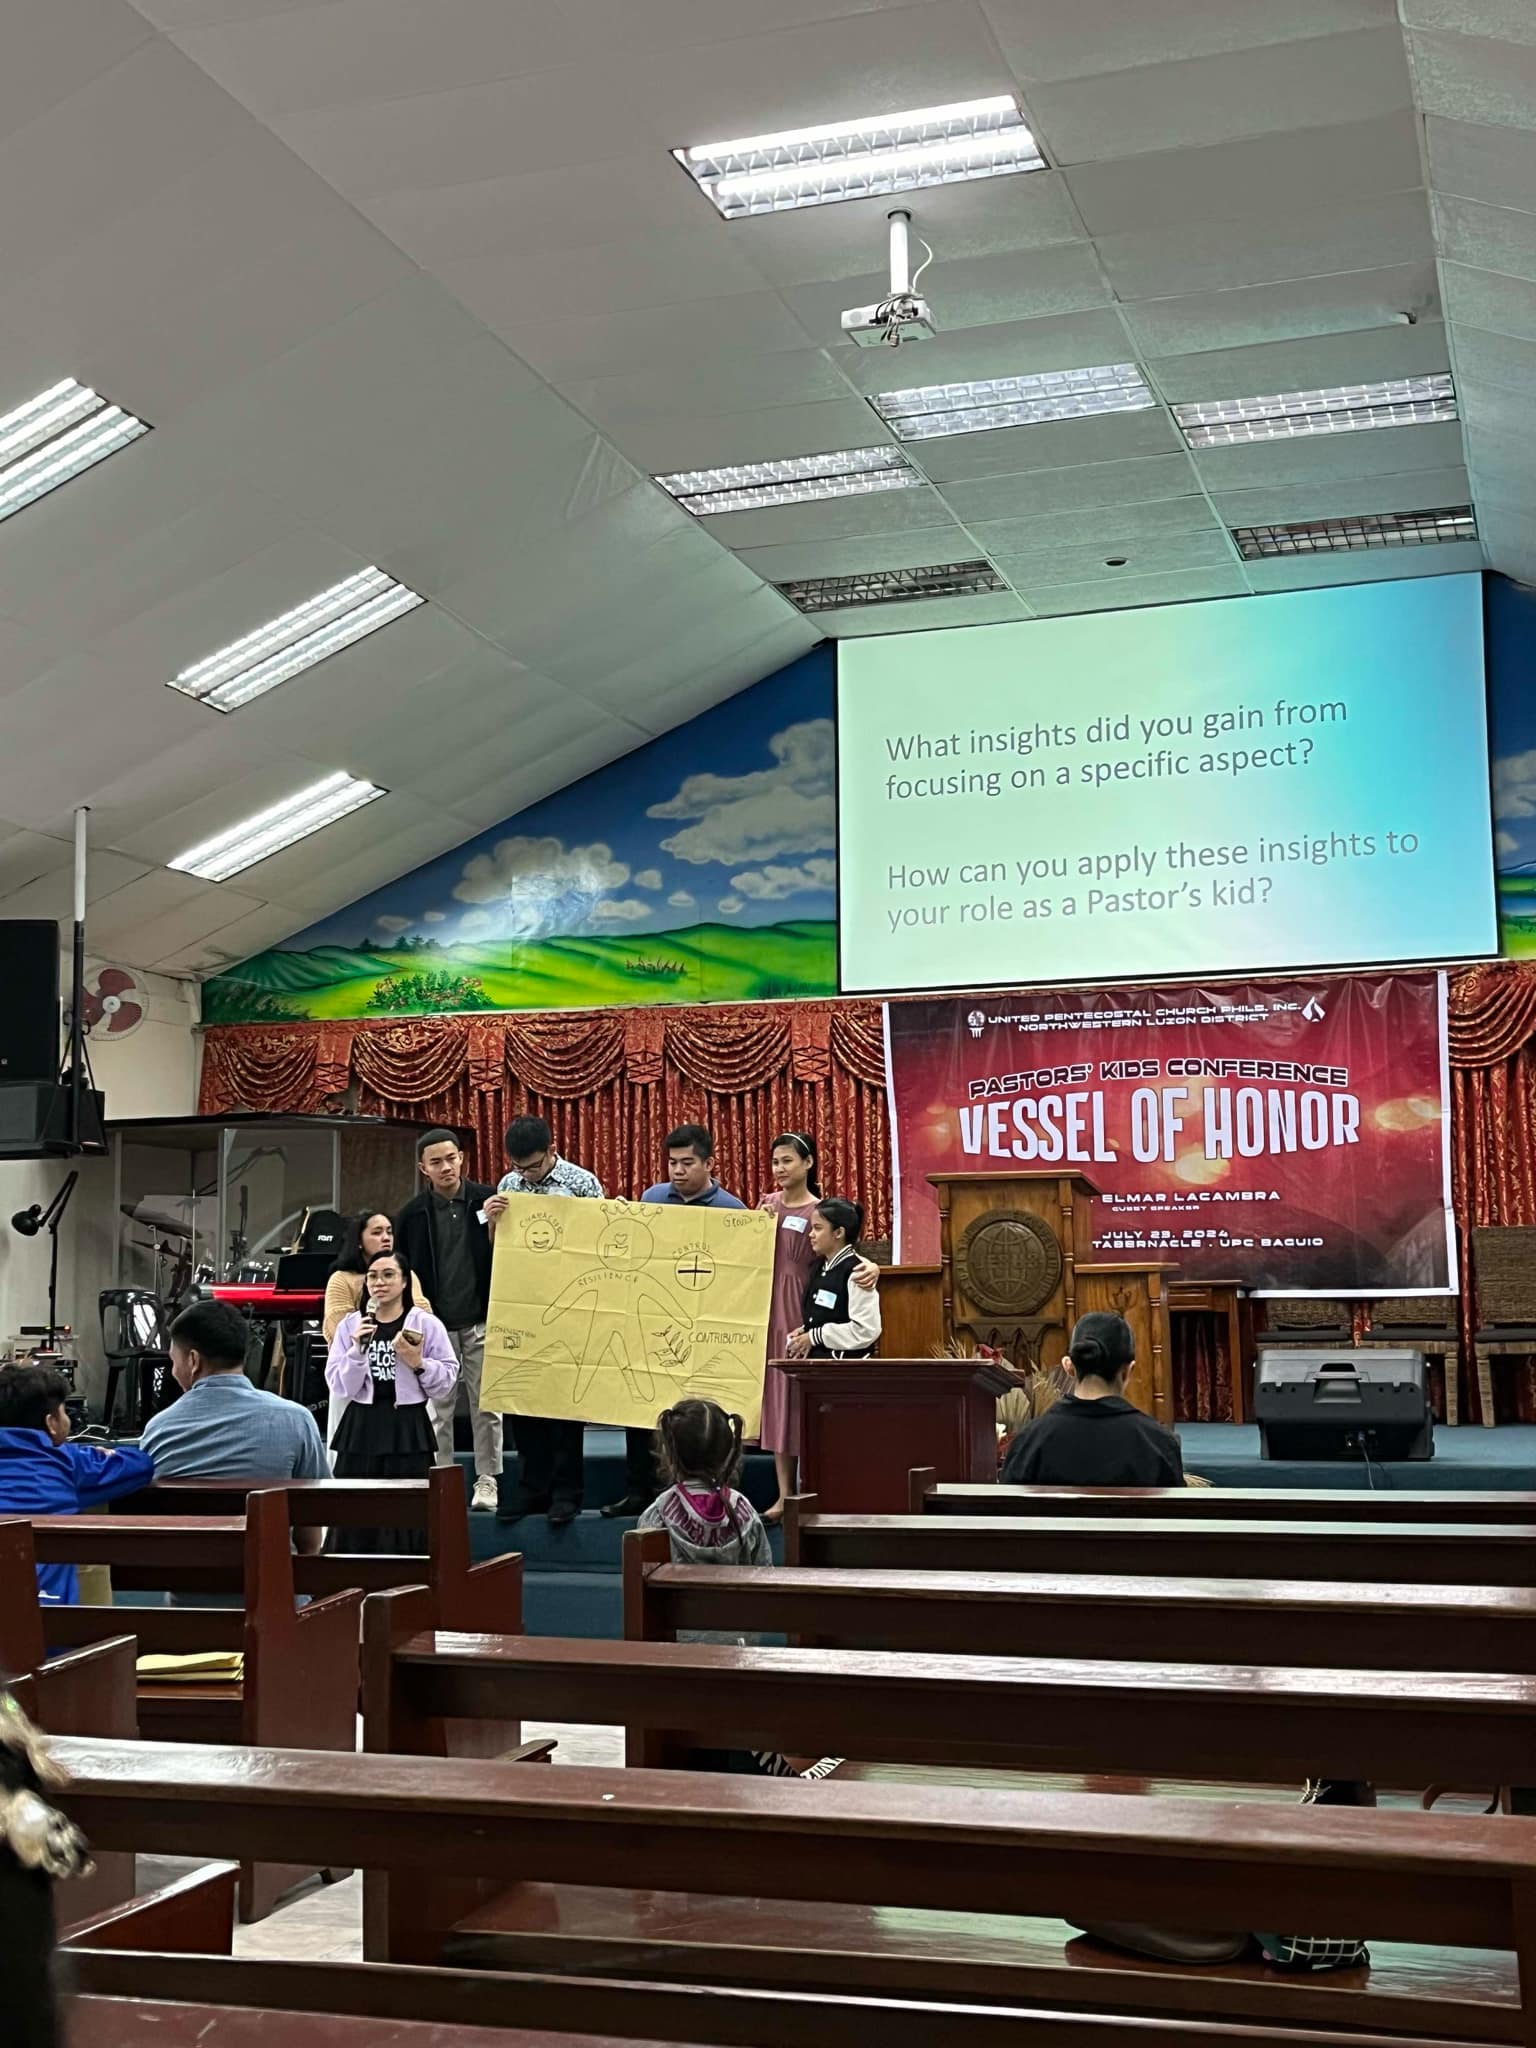 What insights did you gain from
focusing on a specific aspect?
How can you apply these insights to
your role as a Pastor's kid?
UNITED PENTECOSTAL CHURCH PHILS. INC.
NORTHWESTERN LUZON DISTRICT
PASTORS' KIDS CONFERENCE
VESSEL OF HONOR
ELMAR LACAMBRA
GUEST SPEAKER
JULY 29, 2024
TABERNACLE . UPC BAGUIO
CHARACTER
Group 5
CONTROL
RESILIENCE
CONNECTION
CONTRIBUTION